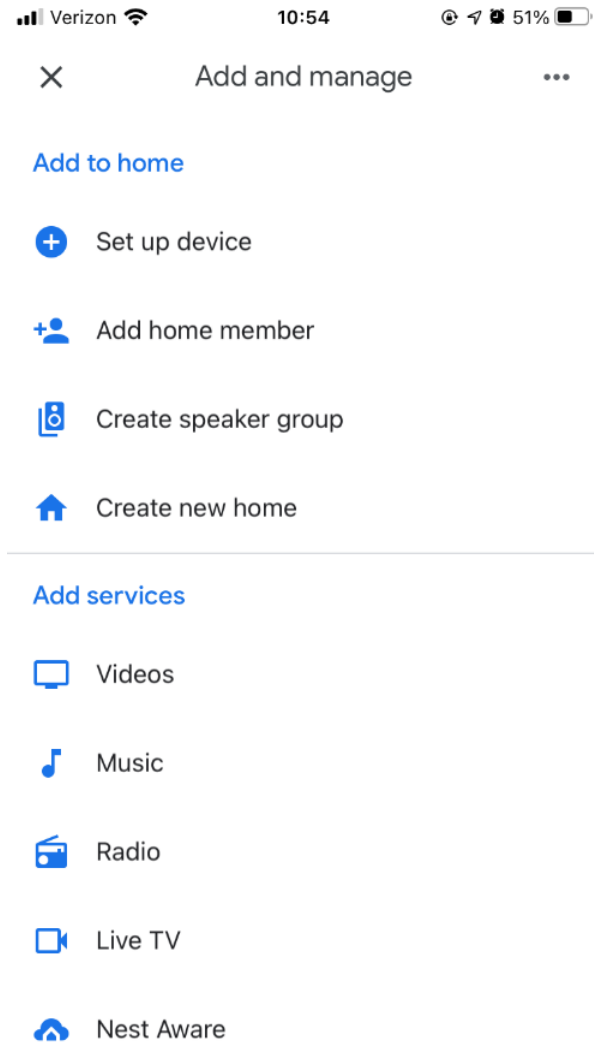 Verizon 10:54 51%
Add and manage
Add to home
Set up device
Add home member
Create speaker group
Create new home
Add services
Videos
Music
Radio
Live TV
Nest Aware